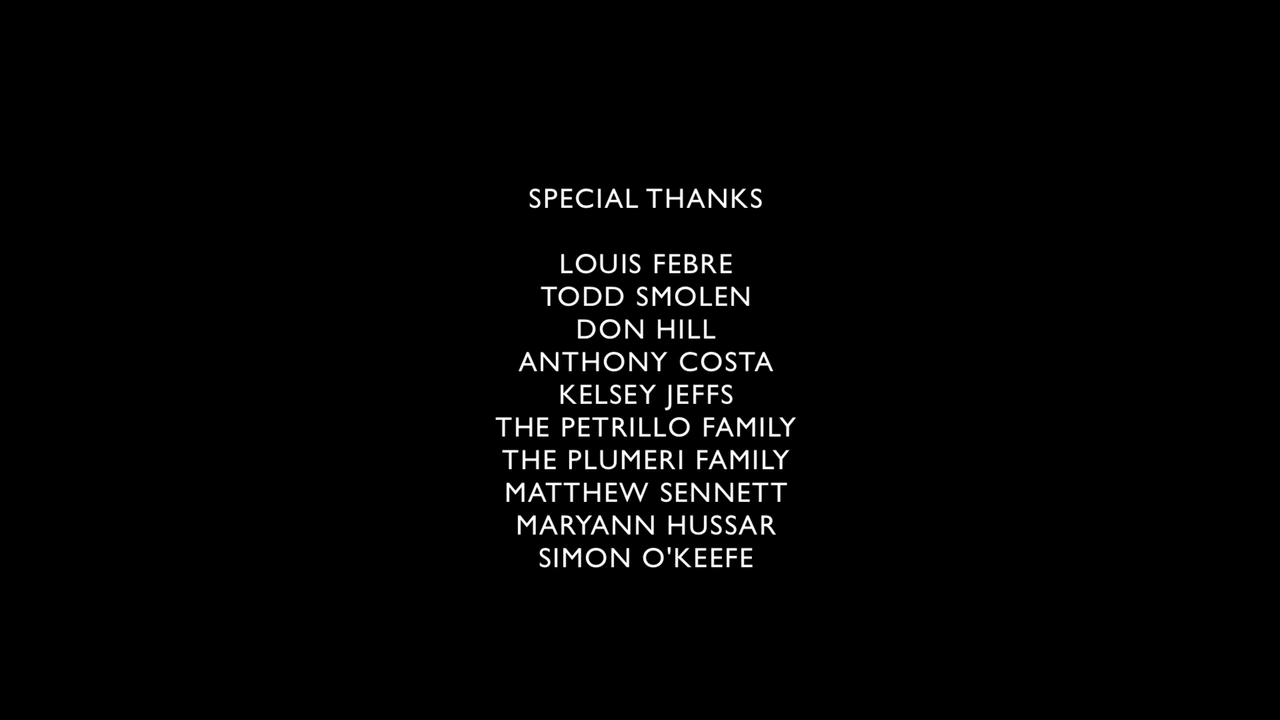 SPECIAL THANKS
LOUIS FEBRE
TODD SMOLEN
DON HILL
ANTHONY COSTA
KELSEY JEFFS
THE PETRILLO FAMILY
THE PLUMERI FAMILY
MATTHEW SENNETT
MARYANN HUSSAR
SIMON O'KEEFE